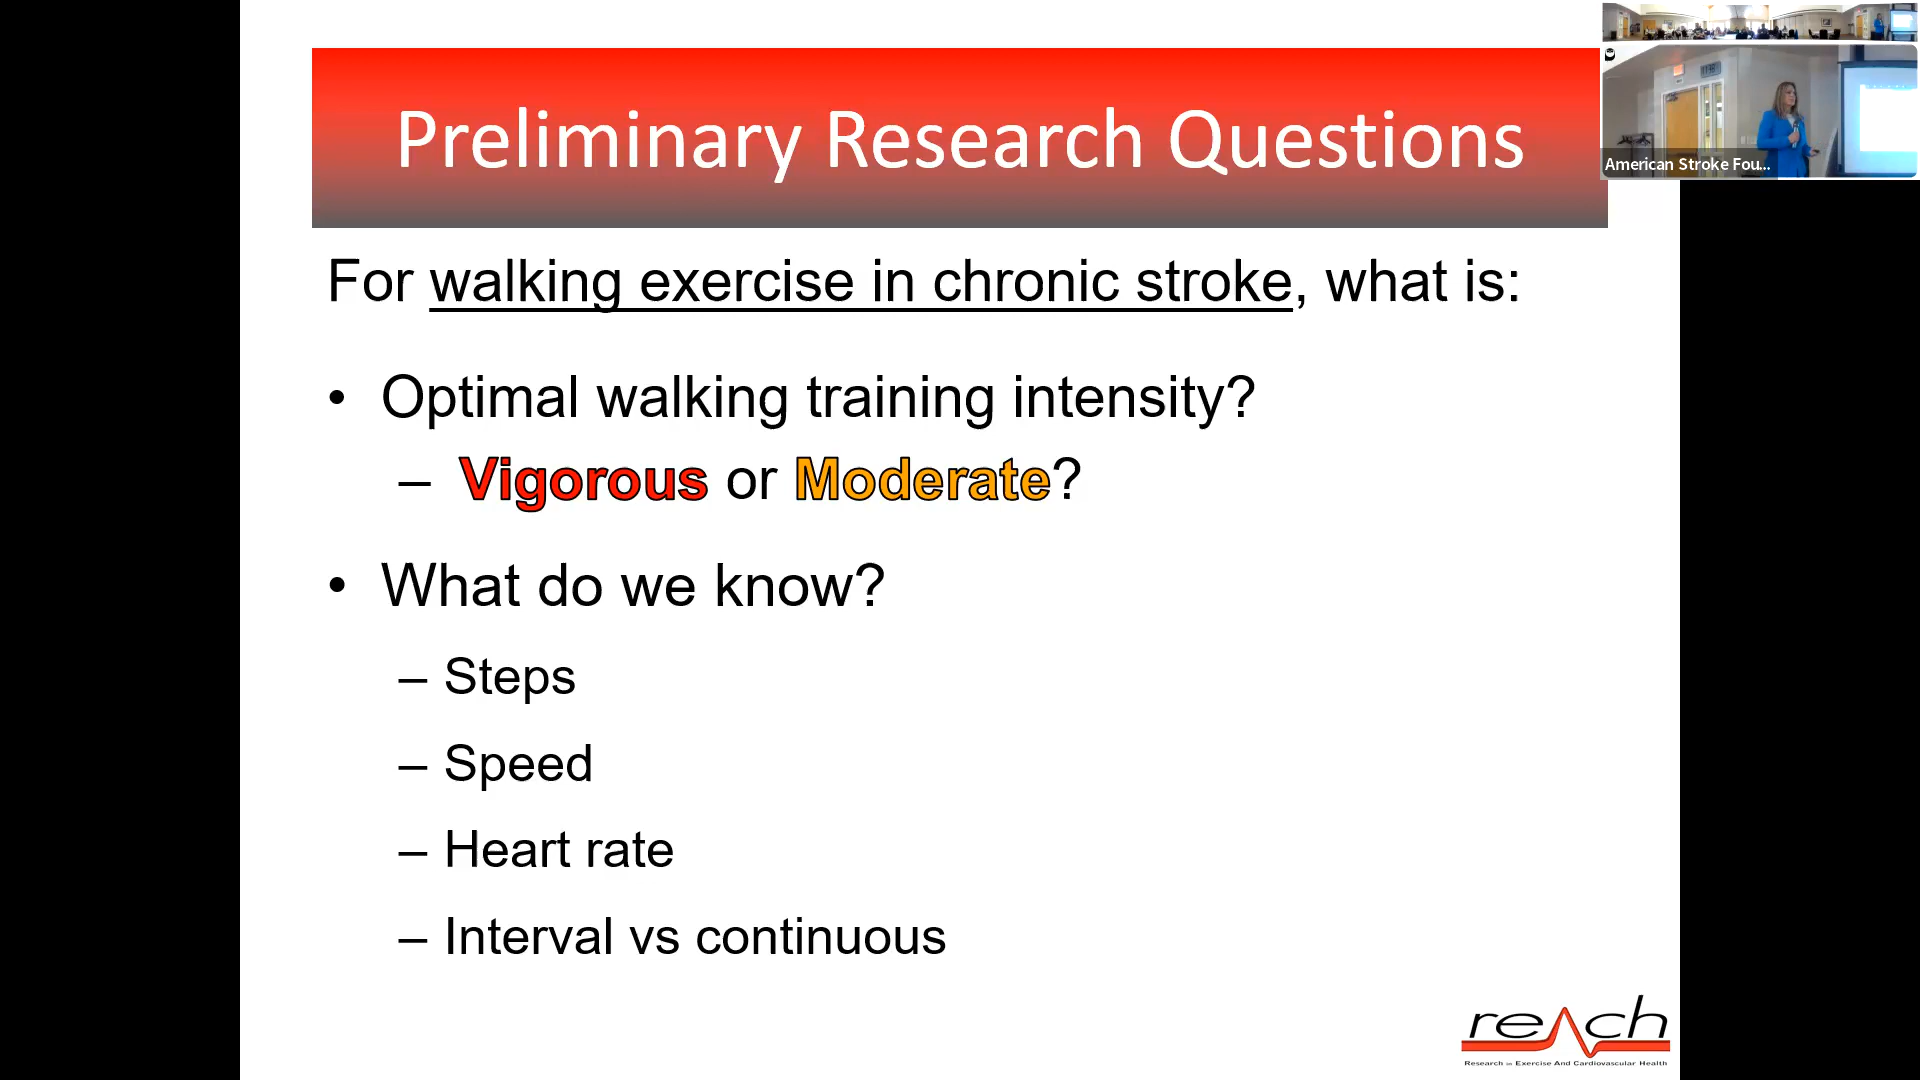 Preliminary Research Questions
American Stroke Fou...
For walking exercise in chronic stroke, what is:
• Optimal walking training intensity?
– Vigorous or Moderate?
• What do we know?
– Steps
– Speed
– Heart rate
– Interval vs continuous
reach
Research in Exercise And Cardiovascular Health